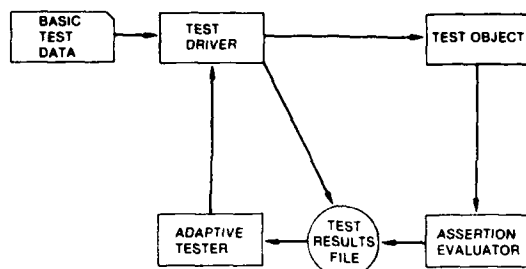 BASIC
TEST
DATA
TEST
DRIVER
TEST OBJECT
ADAPTIVE
TESTER
TEST
RESULTS
FILE
ASSERTION
EVALUATOR